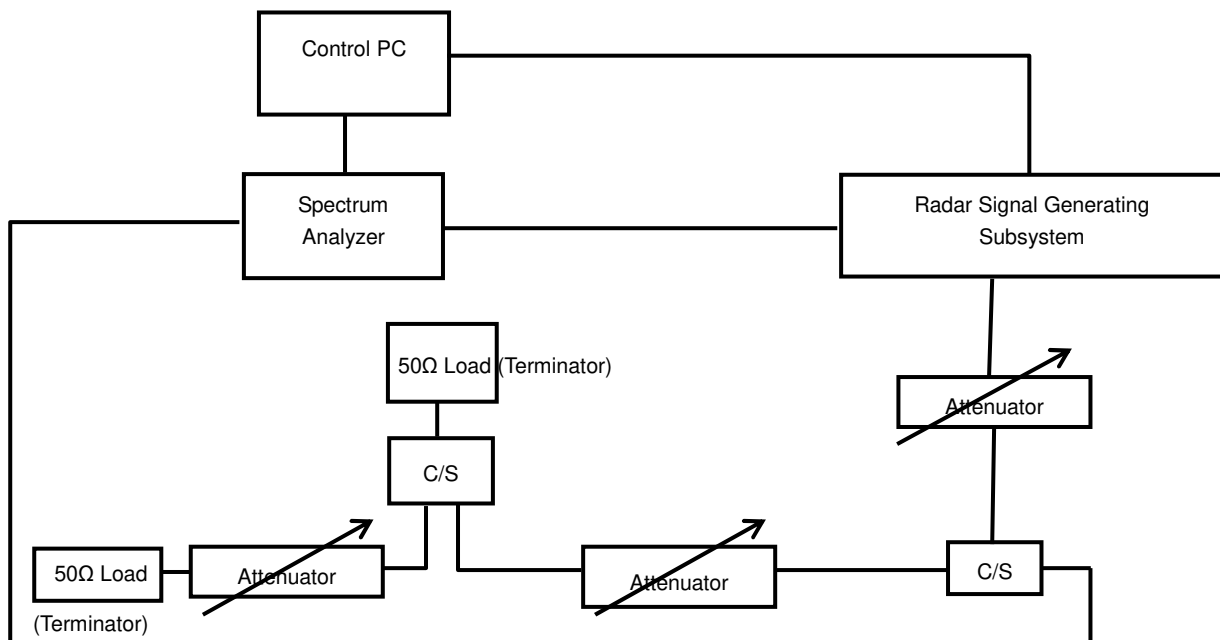 Control PC
Spectrum
Analyzer
Radar Signal Generating
Subsystem
50Ω Load (Terminator)
Attenuator
C/S
50Ω Load
(Terminator)
Attenuator
Attenuator
C/S